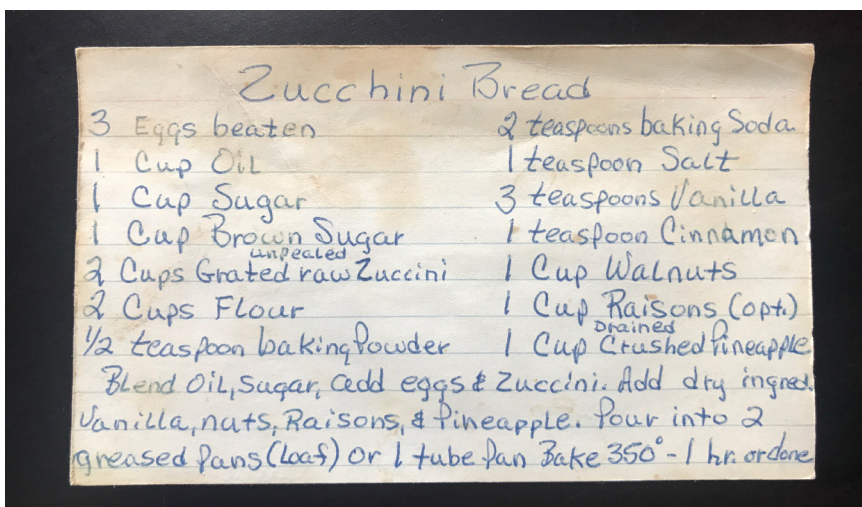 Zucchini Bread
3 Eggs beaten
1 Cup Oil
1 Cup Sugar
1 Cup Brown Sugar
unpealed
2 Cups Grated raw Zuccini
2 Cups Flour
1/2 teaspoon baking Powder
2 teaspoons baking Soda
1 teaspoon Salt
3 teaspoons Vanilla
1 teaspoon Cinnamon
1 Cup Walnuts
1 Cup Raisons (opt.)
Drained
1 Cup Crushed Pineapple
Blend Oil, Sugar, add eggs & Zuccini. Add dry ingred.
Vanilla, nuts, Raisons, & Pineapple. Pour into 2
greased Pans (Loaf) or 1 tube Pan Bake 350° - 1 hr. or done